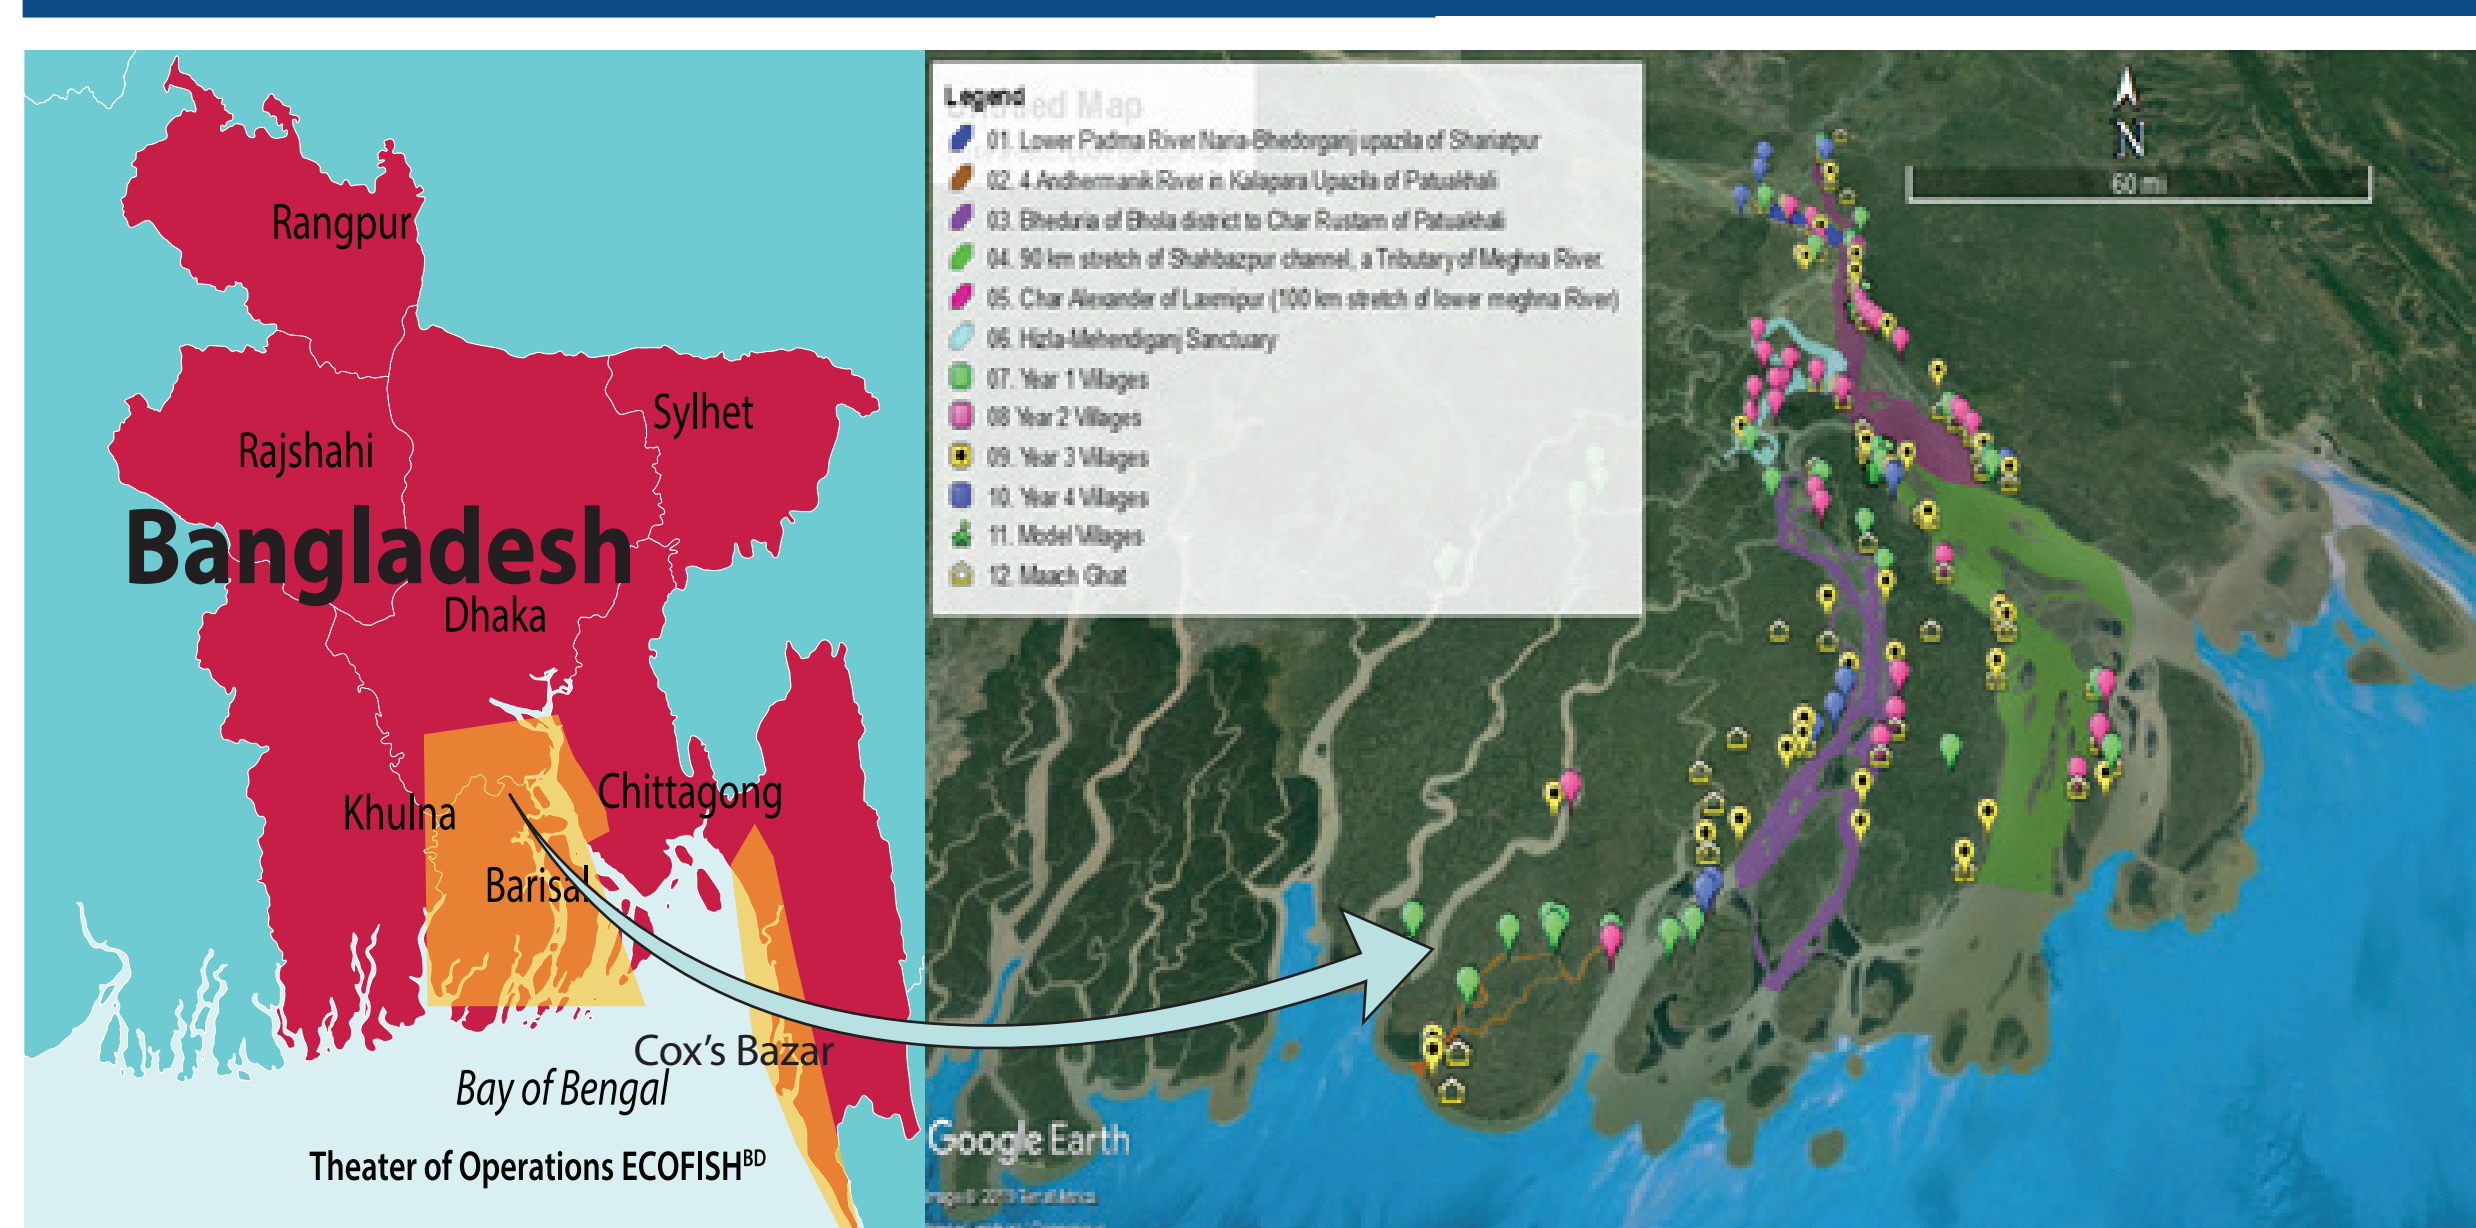 Rangpur
Sylhet
Rajshahi
Bangladesh
Dhaka
Chittagong
Khulna
Barisal
Cox's Bazar
Bay of Bengal
Theater of Operations ECOFISHBD
Legend
Untitled Map
01. Lower Padma River Naria-Bhedorganj upazila of Shariatpur
02. 4 Andhermanik River in Kalapara Upazila of Patuakhali
03. Bheduria of Bhola district to Char Rustam of Patuakhali
04. 90 km stretch of Shahbazpur channel, a Tributary of Meghna River.
05. Char Alexander of Laxmipur (100 km stretch of lower meghna River)
06. Hizla-Mehendiganj Sanctuary
07. Year 1 Villages
08 Year 2 Villages
09. Year 3 Villages
10. Year 4 Villages
11. Model Villages
12. Maach Ghat
N
60 mi
Google Earth